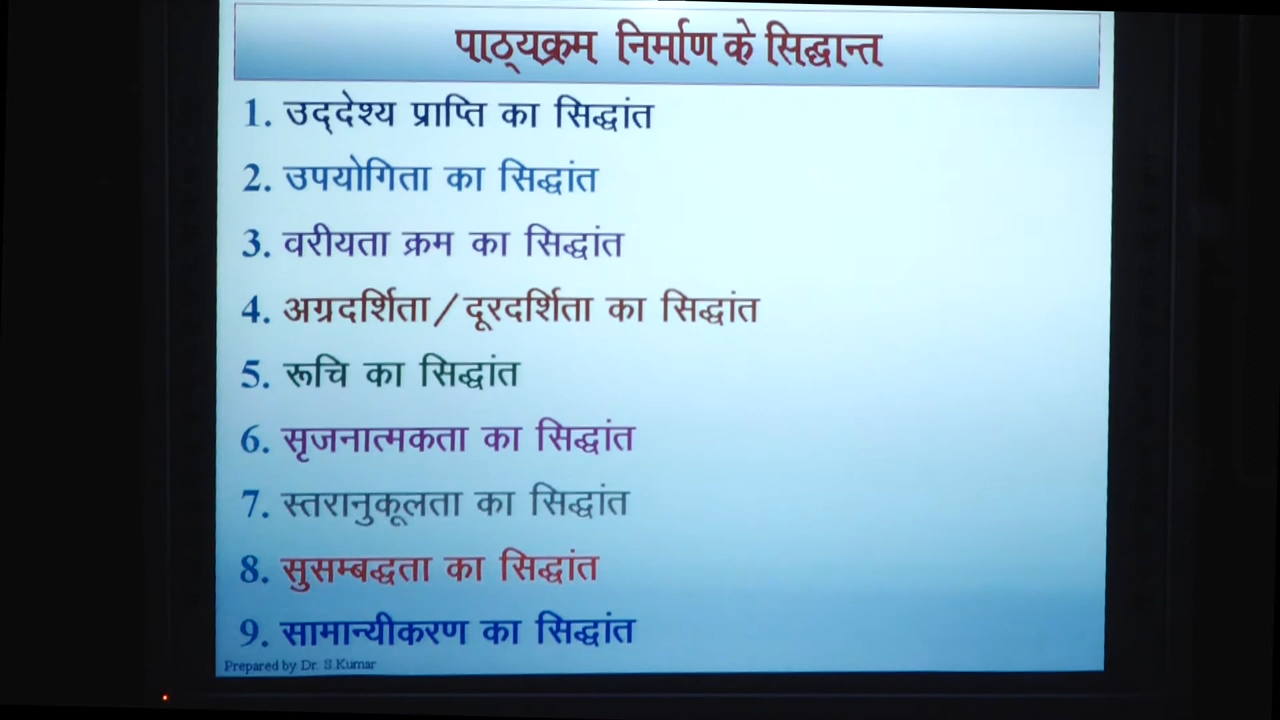 पाठ्यक्रम निर्माण के सिद्धान्त
1. उद्देश्य प्राप्ति का सिद्धांत
2. उपयोगिता का सिद्धांत
3. वरीयता क्रम का सिद्धांत
4. अग्रदर्शिता/दूरदर्शिता का सिद्धांत
5. रूचि का सिद्धांत
6. सृजनात्मकता का सिद्धांत
7. स्तरानुकूलता का सिद्धांत
8. सुसम्बद्धता का सिद्धांत
9. सामान्यीकरण का सिद्धांत
Prepared by Dr. S.Kumar